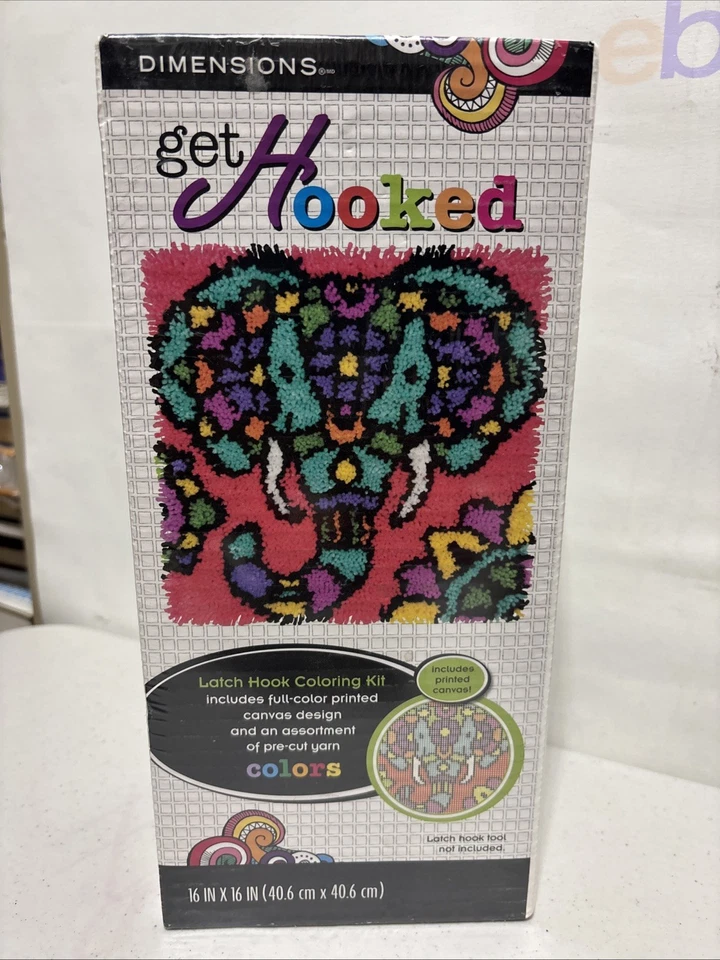 eb
DIMENSIONS®
get Hooked
Latch Hook Coloring Kit
includes full-color printed
canvas design
and an assortment
of pre-cut yarn
colors
includes
printed
canvas!
Latch hook tool
not included.
16 IN X 16 IN (40.6 cm x 40.6 cm)